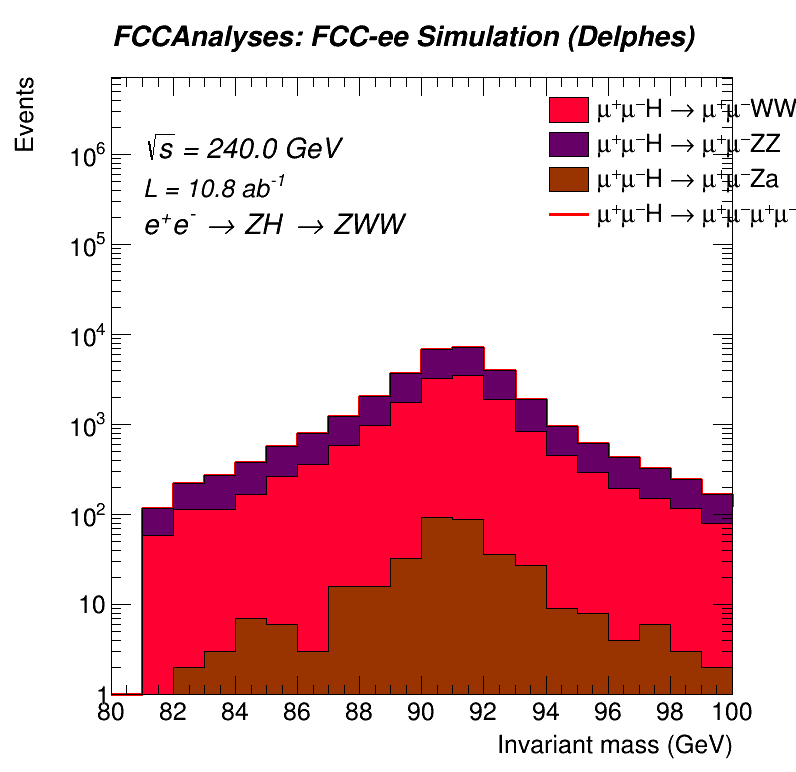 FCCAnalyses: FCC-ee Simulation (Delphes)
Events
√s = 240.0 GeV
L = 10.8 ab⁻¹
e⁺e⁻ → ZH → ZWW
μ⁺μ⁻H → μ⁺μ⁻WW
μ⁺μ⁻H → μ⁺μ⁻ZZ
μ⁺μ⁻H → μ⁺μ⁻Za
μ⁺μ⁻H → μ⁺μ⁻μ⁺μ⁻
10⁶
10⁵
10⁴
10³
10²
10
1
80 82 84 86 88 90 92 94 96 98 100
Invariant mass (GeV)